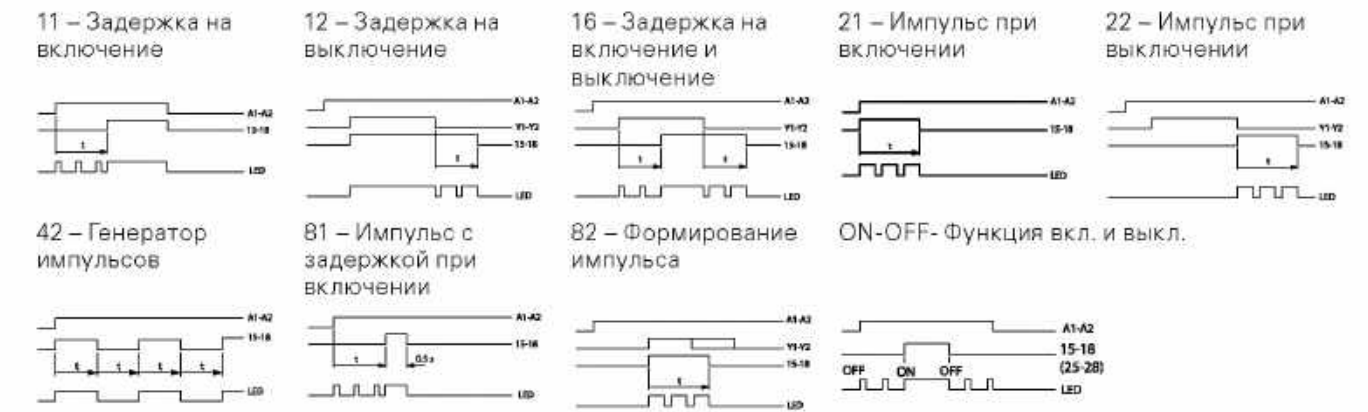 11 – Задержка на
включение
12 – Задержка на
выключение
16 – Задержка на
включение и
выключение
21 – Импульс при
включении
22 – Импульс при
выключении
A1-A2
15-18
t
LED
A1-A2
Y1-Y2
15-18
t
LED
A1-A2
Y1-Y2
15-18
t
t
LED
A1-A2
15-18
t
LED
A1-A2
Y1-Y2
15-18
t
LED
42 – Генератор
импульсов
81 – Импульс с
задержкой при
включении
82 – Формирование
импульса
ON-OFF- Функция вкл. и выкл.
A1-A2
15-18
t t t t
LED
A1-A2
15-18
t 0.5 s
LED
A1-A2
Y1-Y2
15-18
t
LED
A1-A2
15-18
(25-28)
OFF ON OFF
LED